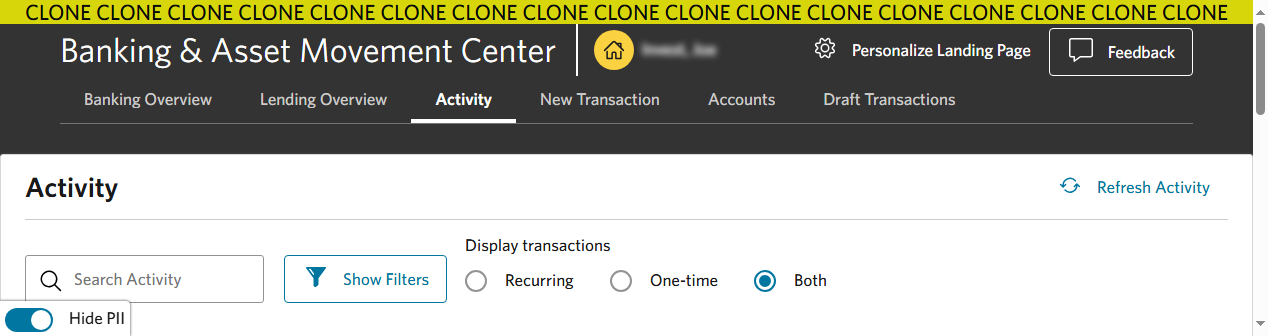 CLONE CLONE CLONE CLONE CLONE CLONE CLONE CLONE CLONE CLONE CLONE CLONE CLONE CLONE CLONE CLONE CLONE
Banking & Asset Movement Center
Personalize Landing Page
Feedback
Banking Overview Lending Overview Activity New Transaction Accounts Draft Transactions
Activity
Refresh Activity
Display transactions
Search Activity
Show Filters
Recurring One-time Both
Hide PII